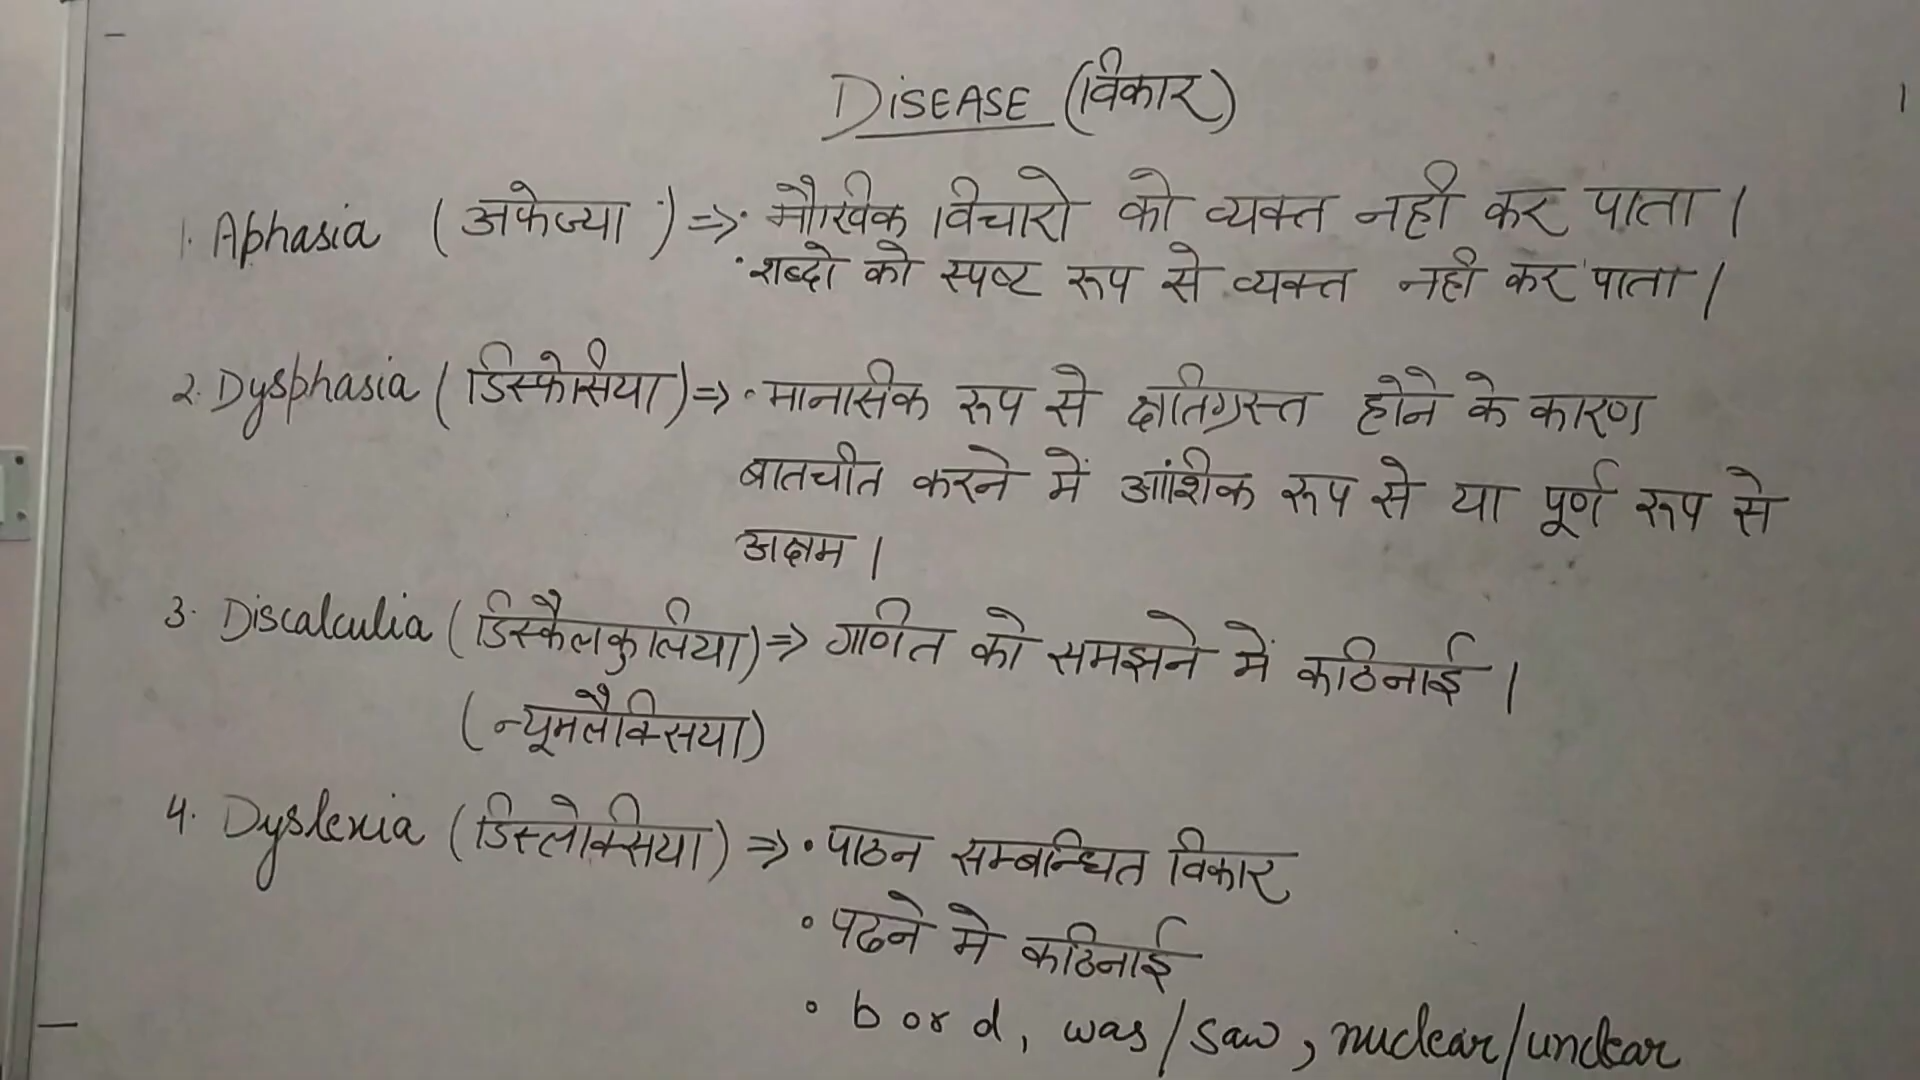 DISEASE (विकार)
1. Aphasia (अफेज्या) => • मौखिक विचारो को व्यक्त नही कर पाता।
• शब्दो को स्पष्ट रूप से व्यक्त नही कर पाता।
2. Dysphasia (डिस्फेसिया) => • मानसिक रूप से क्षतिग्रस्त होने के कारण
बातचीत करने में आंशिक रूप से या पूर्ण रूप से
अक्षम।
3. Discalculia (डिस्कैलकुलिया) => गणित को समझने में कठिनाई।
(न्यूमलैक्सिया)
4. Dyslexia (डिस्लेक्सिया) => • पाठन सम्बन्धित विकार
• पढने मे कठिनाई
• b or d, was/saw, nuclear/unclear